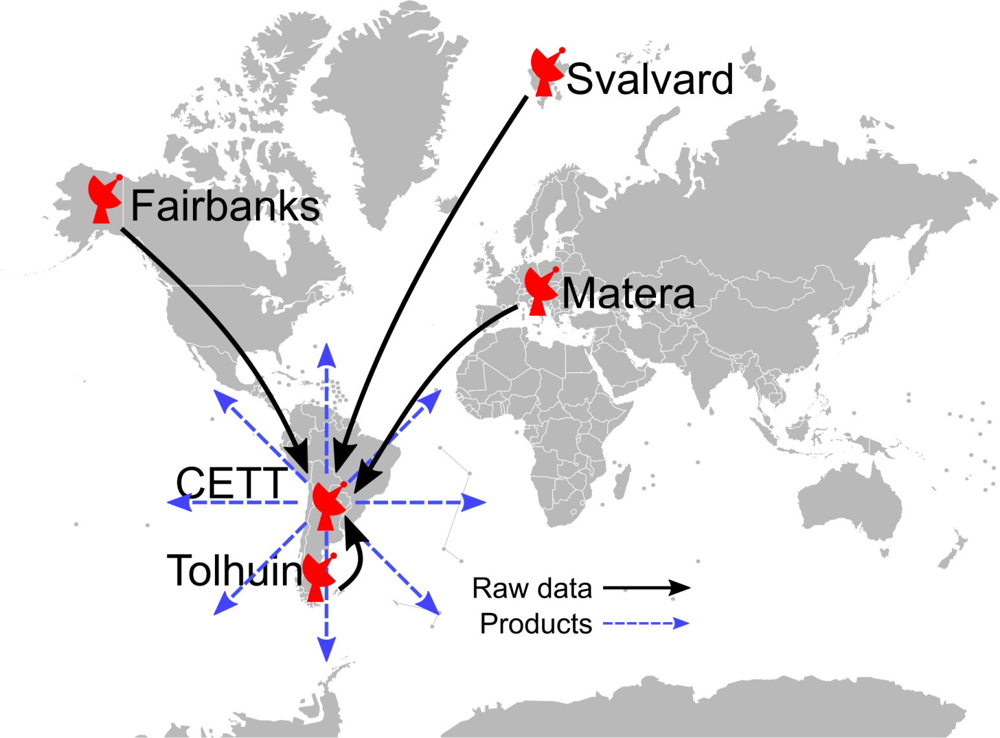 Svalvard
Fairbanks
Matera
CETT
Tolhuin
Raw data
Products